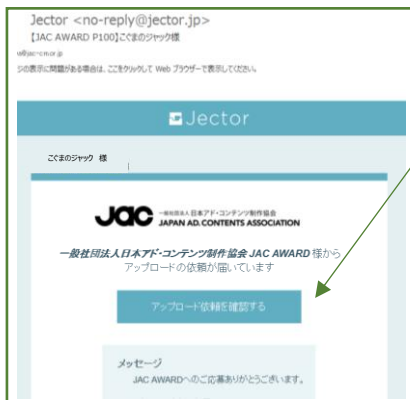 Jector <no-reply@jector.jp>
【JAC AWARD P100】こぐまのジャック様
ジの表示に問題がある場合は、ここをクリックして Web ブラウザーで表示してください。
Jector
こぐまのジャック 様
JAC 一般社団法人 日本アド・コンテンツ制作協会
JAPAN AD. CONTENTS ASSOCIATION
一般社団法人日本アド・コンテンツ制作協会 JAC AWARD 様から
アップロードの依頼が届いています
アップロード依頼を確認する
メッセージ
JAC AWARDへのご応募ありがとうございます。